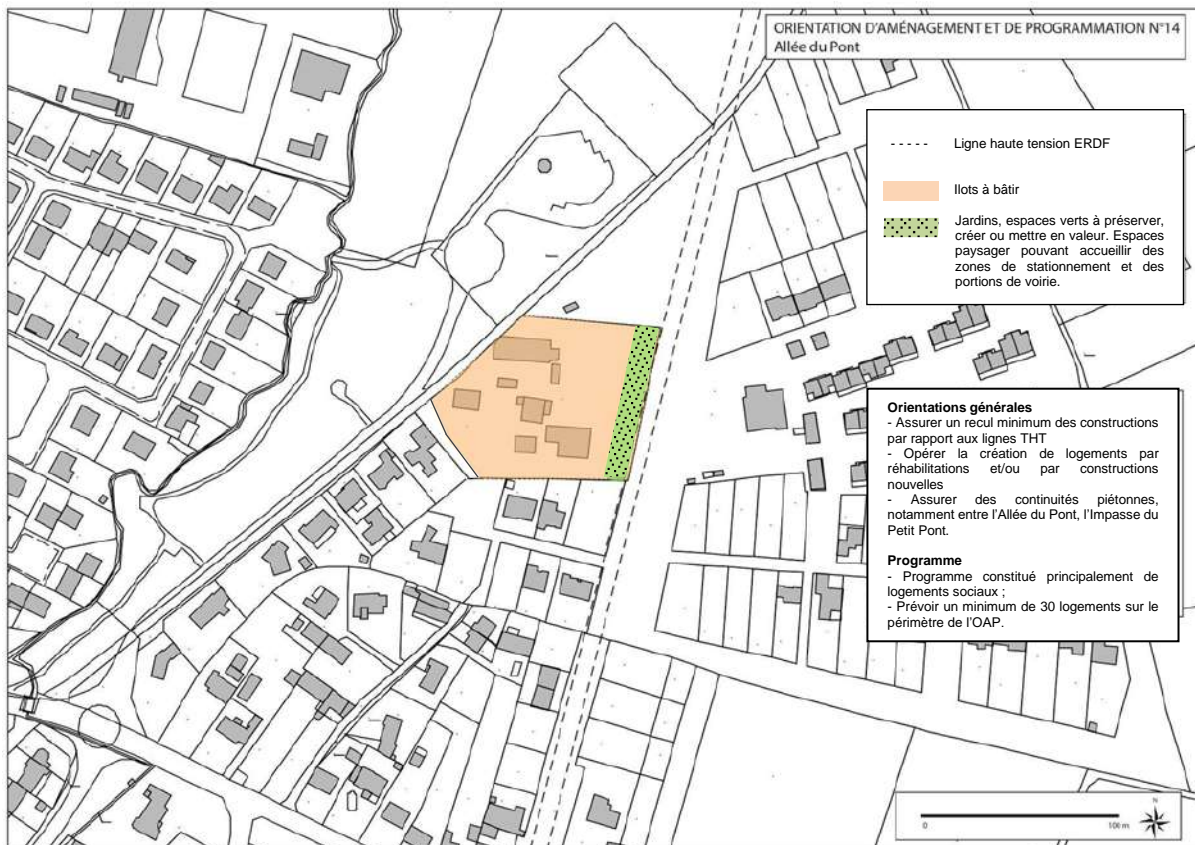 ORIENTATION D'AMÉNAGEMENT ET DE PROGRAMMATION N°14
Allée du Pont
Ligne haute tension ERDF
Ilots à bâtir
Jardins, espaces verts à préserver,
créer ou mettre en valeur. Espaces
paysager pouvant accueillir des
zones de stationnement et des
portions de voirie.
Orientations générales
- Assurer un recul minimum des constructions
par rapport aux lignes THT
- Opérer la création de logements par
réhabilitations et/ou par constructions
nouvelles
- Assurer des continuités piétonnes,
notamment entre l'Allée du Pont, l'Impasse du
Petit Pont.
Programme
- Programme constitué principalement de
logements sociaux ;
- Prévoir un minimum de 30 logements sur le
périmètre de l'OAP.
N
0 100 m